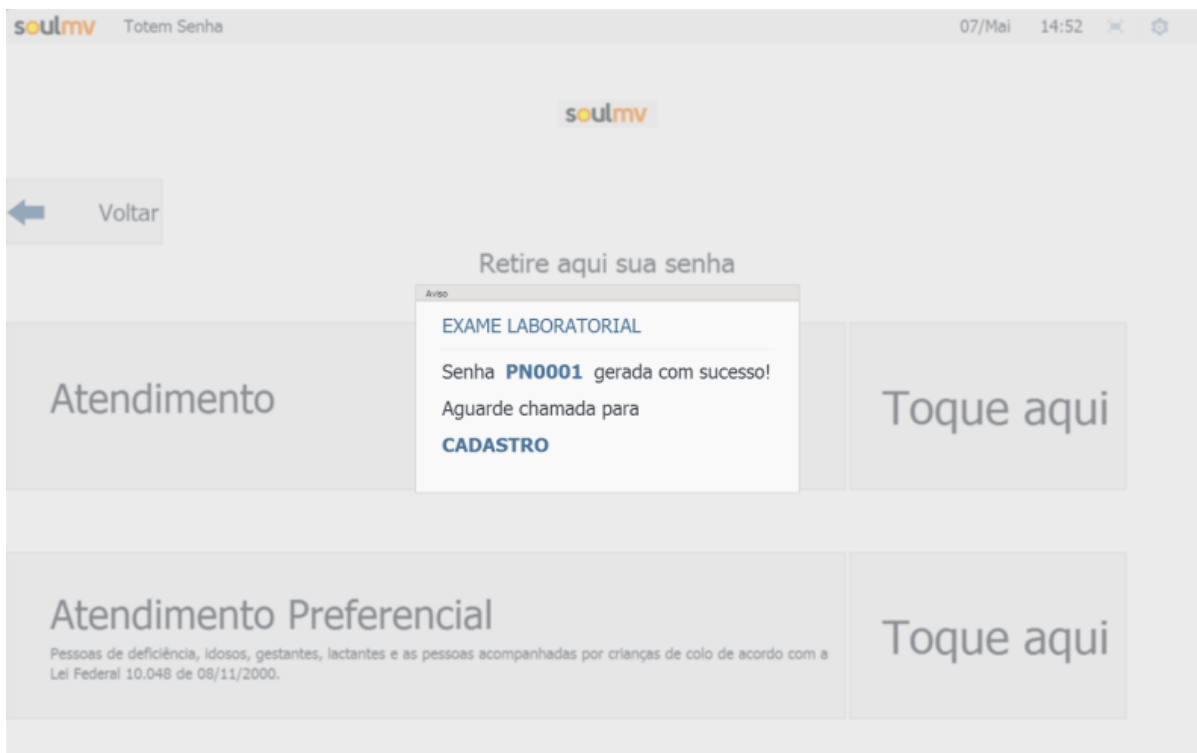 soulmv Totem Senha 07/Mai 14:52
soulmv
Voltar
Retire aqui sua senha
Aviso
EXAME LABORATORIAL
Senha PN0001 gerada com sucesso!
Aguarde chamada para
CADASTRO
Atendimento
Toque aqui
Atendimento Preferencial
Pessoas de deficiência, idosos, gestantes, lactantes e as pessoas acompanhadas por crianças de colo de acordo com a
Lei Federal 10.048 de 08/11/2000.
Toque aqui